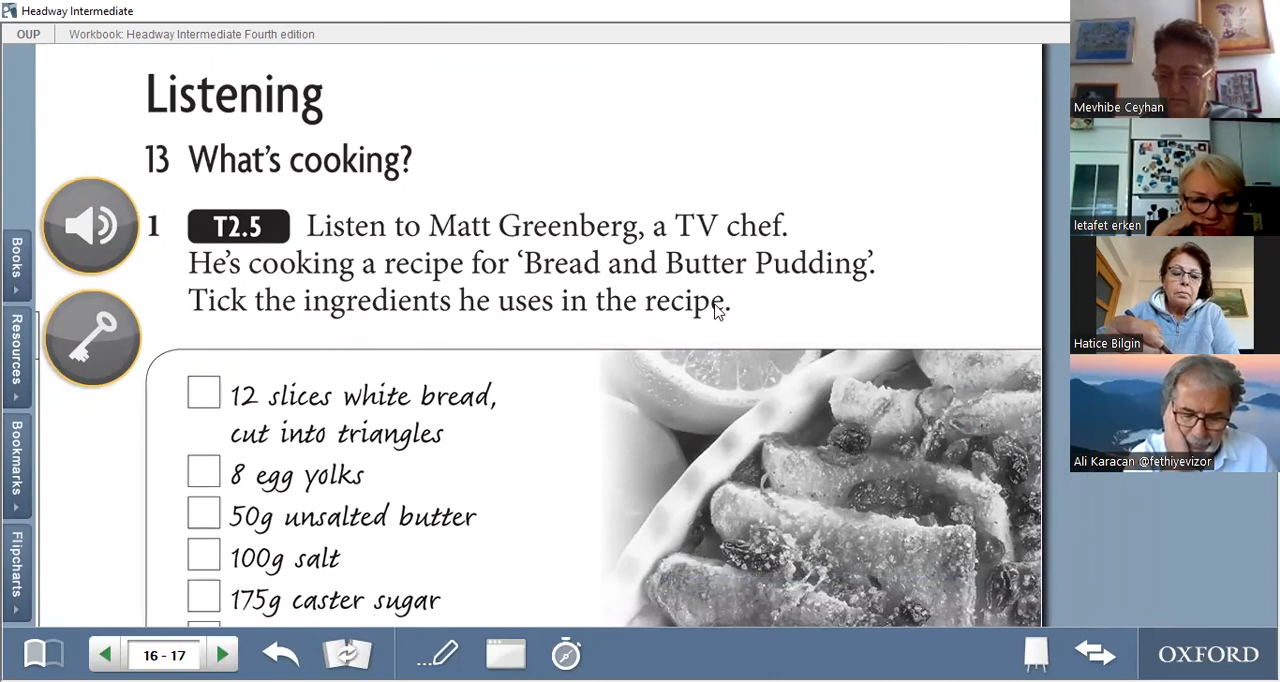 Headway Intermediate
OUP
Workbook: Headway Intermediate Fourth edition
Listening
13 What's cooking?
1 T2.5 Listen to Matt Greenberg, a TV chef.
He's cooking a recipe for ‘Bread and Butter Pudding’.
Tick the ingredients he uses in the recipe.
12 slices white bread,
cut into triangles
8 egg yolks
50g unsalted butter
100g salt
175g caster sugar
Books
Resources
Bookmarks
Flipcharts
16 - 17
OXFORD
Mevhibe Ceyhan
letafet erken
Hatice Bilgin
Ali Karacan @fethiyevizor